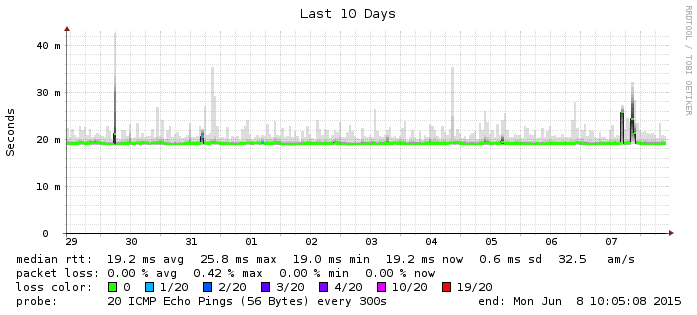 Last 10 Days
RRDTOOL / TOBI OETIKER
Seconds
40 m
30 m
20 m
10 m
0
29 30 31 01 02 03 04 05 06 07
median rtt: 19.2 ms avg 25.8 ms max 19.0 ms min 19.2 ms now 0.6 ms sd 32.5 am/s
packet loss: 0.00 % avg 0.42 % max 0.00 % min 0.00 % now
loss color: 0 1/20 2/20 3/20 4/20 10/20 19/20
probe: 20 ICMP Echo Pings (56 Bytes) every 300s end: Mon Jun 8 10:05:08 2015